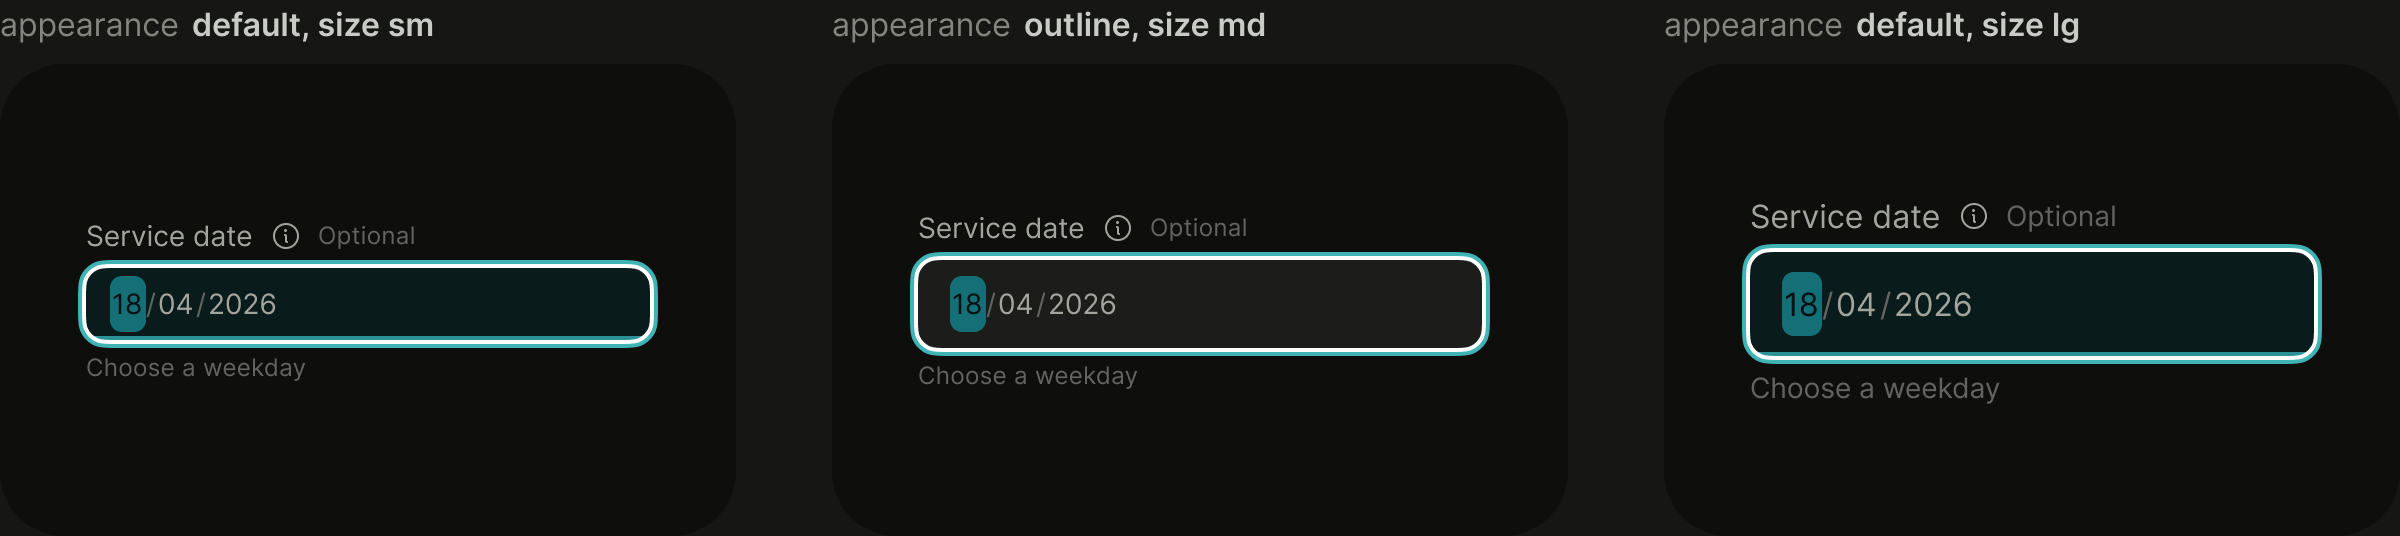 appearance default, size sm
Service date Optional
18/04/2026
Choose a weekday
appearance outline, size md
Service date Optional
18/04/2026
Choose a weekday
appearance default, size lg
Service date Optional
18/04/2026
Choose a weekday